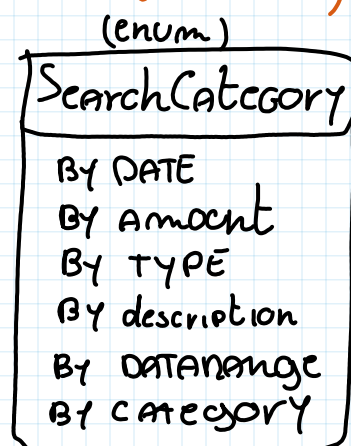 (enum)
SearchCategory
By DATE
By Amount
By TYPE
By description
By DATARANGE
By CATEGORY